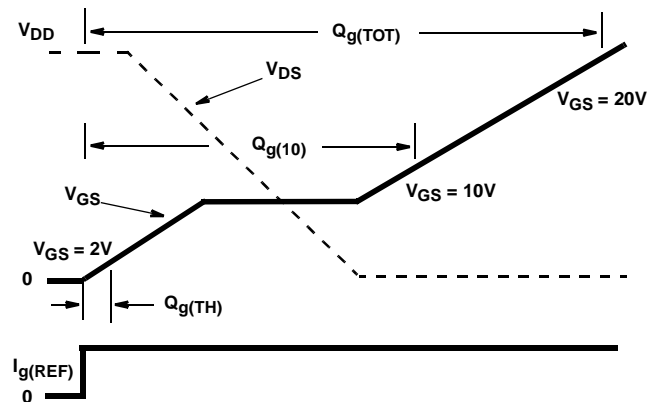 V_DD
Q_g(TOT)
V_DS
V_GS = 20V
Q_g(10)
V_GS
V_GS = 10V
V_GS = 2V
0
Q_g(TH)
I_g(REF)
0